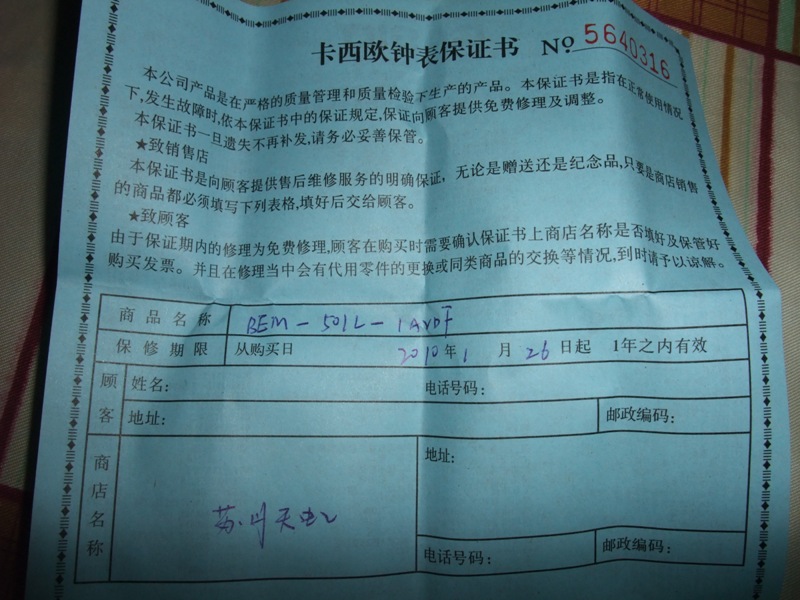 卡西欧钟表保证书 No 5640316
本公司产品是在严格的质量管理和质量检验下生产的产品。本保证书是指在正常使用情况
下,发生故障时,依本保证书中的保证规定,保证向顾客提供免费修理及调整。
本保证书一旦遗失不再补发,请务必妥善保管。
★致销售店
本保证书是向顾客提供售后维修服务的明确保证,无论是赠送还是纪念品,只要是商店销售
的商品都必须填写下列表格,填好后交给顾客。
★致顾客
由于保证期内的修理为免费修理,顾客在购买时需要确认保证书上商店名称是否填好及保管好
购买发票。并且在修理当中会有代用零件的更换或同类商品的交换等情况,到时请予以谅解。
商品名称 BEM-501L-1AVDF
保修期限 从购买日 2010年1月26日起 1年之内有效
顾客 姓名: 电话号码:
地址: 邮政编码:
商店名称 苏州天虹 地址:
电话号码: 邮政编码: